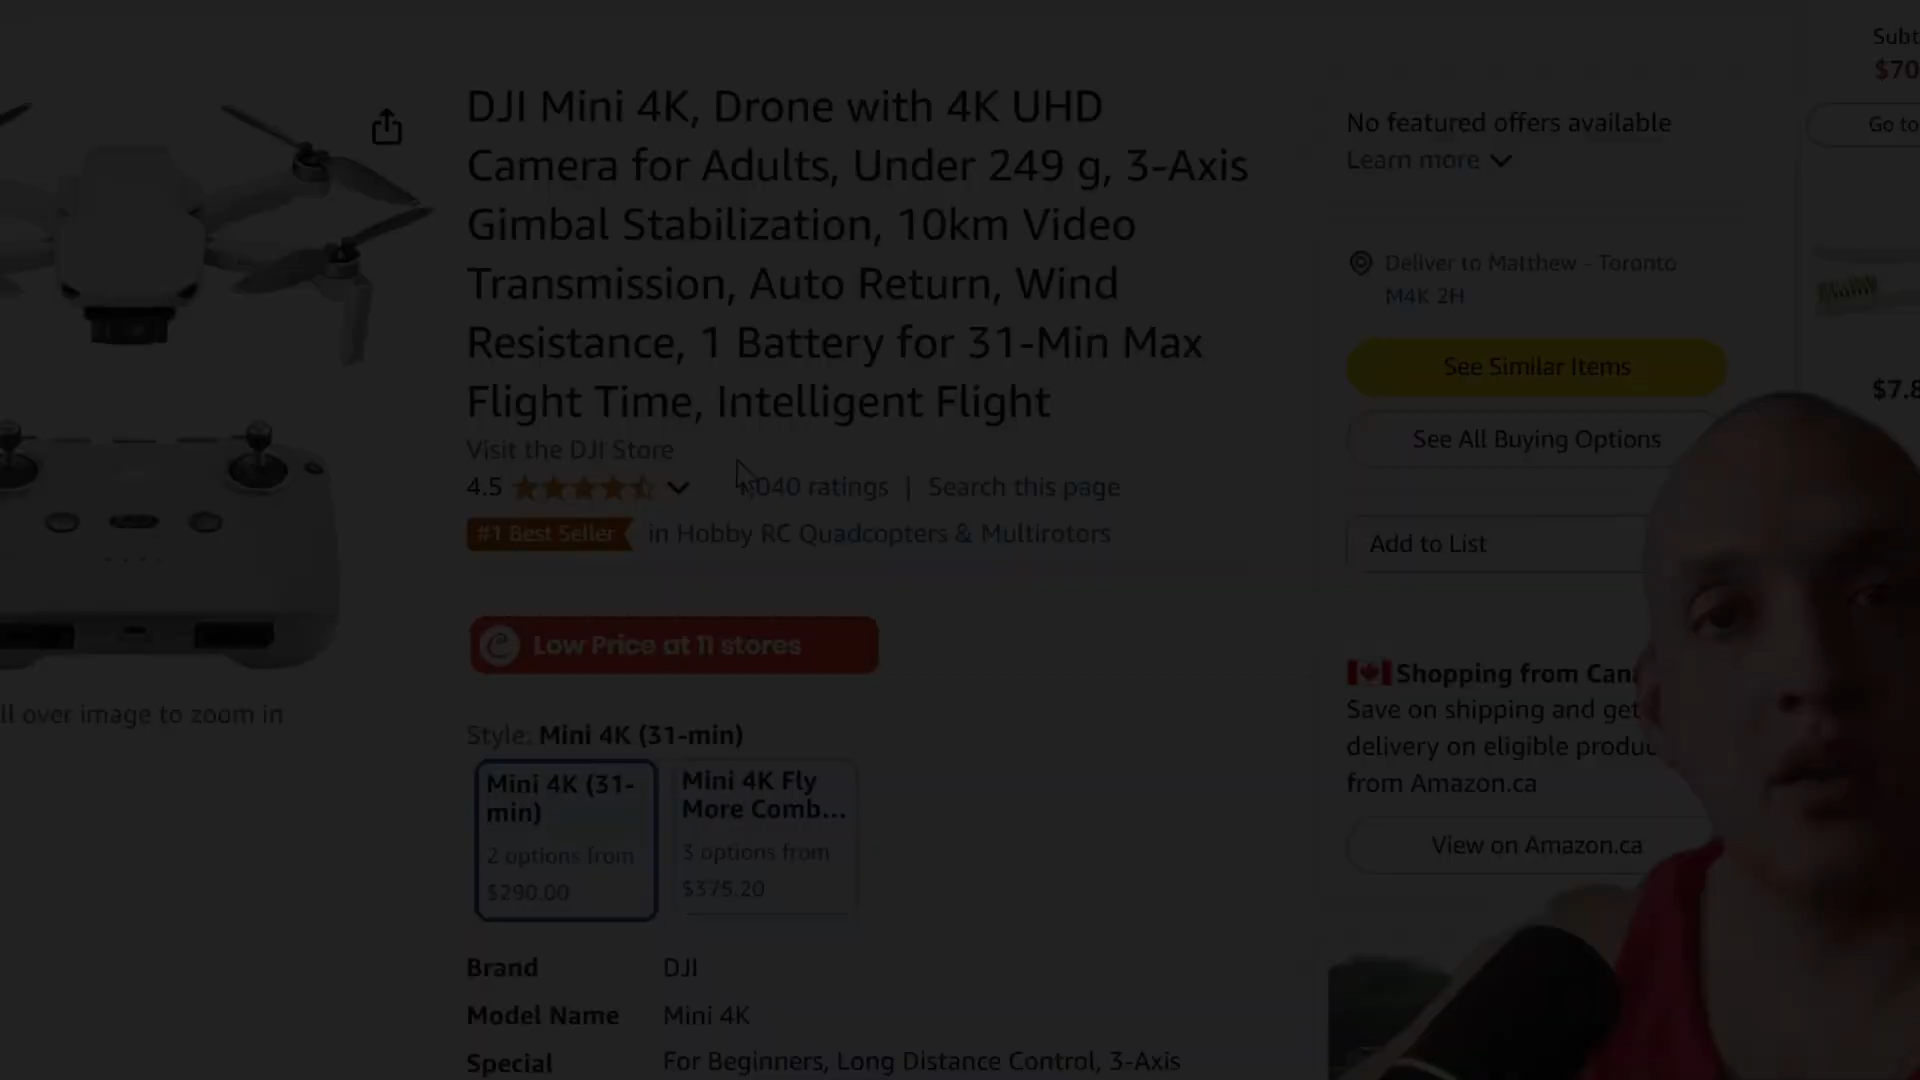 Subt
$70
Go to
DJI Mini 4K, Drone with 4K UHD
Camera for Adults, Under 249 g, 3-Axis
Gimbal Stabilization, 10km Video
Transmission, Auto Return, Wind
Resistance, 1 Battery for 31-Min Max
Flight Time, Intelligent Flight
Visit the DJI Store
4.5
040 ratings | Search this page
#1 Best Seller in Hobby RC Quadcopters & Multirotors
Low Price at 11 stores
ll over image to zoom in
Style: Mini 4K (31-min)
Mini 4K (31-
min)
2 options from
$290.00
Mini 4K Fly
More Comb...
3 options from
$375.20
Brand DJI
Model Name Mini 4K
Special For Beginners, Long Distance Control, 3-Axis
No featured offers available
Learn more
Deliver to Matthew - Toronto
M4K 2H
See Similar Items
See All Buying Options
Add to List
Shopping from Can
Save on shipping and get
delivery on eligible produc
from Amazon.ca
View on Amazon.ca
$7.8